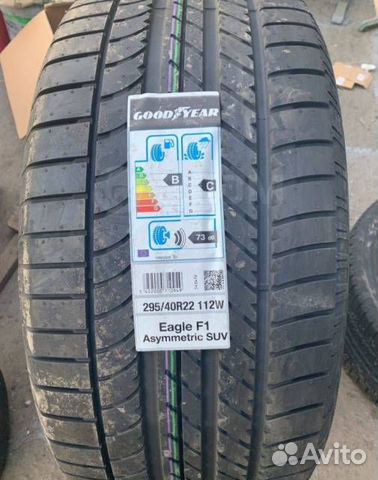 GOODYEAR
A
B
C
D
E
F
G
B
A
B
C
D
E
F
G
C
73 dB
295/40R22 112W
Eagle F1
Asymmetric SUV
Avito